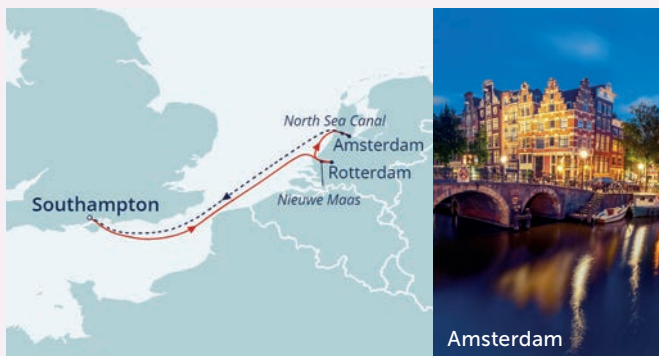 North Sea Canal
Amsterdam
Rotterdam
Nieuwe Maas
Southampton
Amsterdam